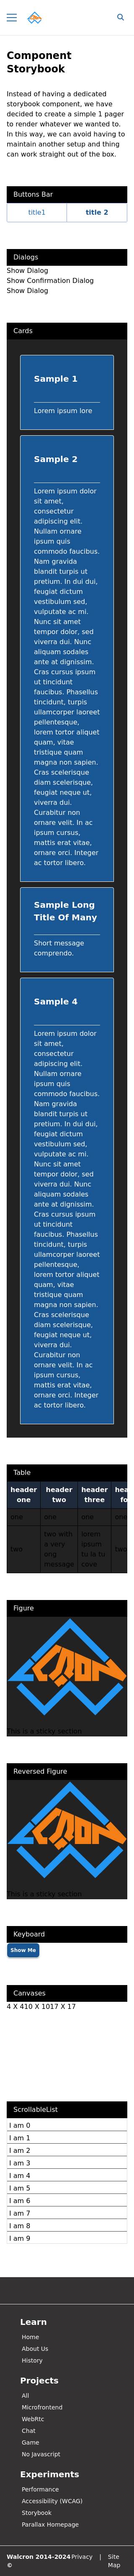 Component
Storybook
Instead of having a dedicated
storybook component, we have
decided to create a simple 1 pager
to render whatever we need to.
In this way, we can avoid having to
maintain another setup and thing
can work straight out of the box.
Buttons Bar
title1 title 2
Dialogs
Show Dialog
Show Confirmation Dialog
Show Dialog
Cards
Sample 1
Lorem ipsum lore
Sample 2
Lorem ipsum dolor
sit amet,
consectetur
adipiscing elit.
Nullam ornare
ipsum quis
commodo faucibus.
Nam gravida
blandit turpis ut
pretium. In dui dui,
feugiat dictum
vestibulum sed,
vulputate ac mi.
Nunc sit amet
tempor dolor, sed
viverra dui. Nunc
aliquam sodales
ante at dignissim.
Cras cursus ipsum
ut tincidunt
faucibus. Phasellus
tincidunt, turpis
ullamcorper laoreet
pellentesque,
lorem tortor aliquet
quam, vitae
tristique quam
magna non sapien.
Cras scelerisque
diam scelerisque,
feugiat neque ut,
viverra dui.
Curabitur non
ornare velit. In ac
ipsum cursus,
mattis erat vitae,
ornare orci. Integer
ac tortor libero.
Sample Long
Title Of Many
Short message
comprendo.
Sample 4
Lorem ipsum dolor
sit amet,
consectetur
adipiscing elit.
Nullam ornare
ipsum quis
commodo faucibus.
Nam gravida
blandit turpis ut
pretium. In dui dui,
feugiat dictum
vestibulum sed,
vulputate ac mi.
Nunc sit amet
tempor dolor, sed
viverra dui. Nunc
aliquam sodales
ante at dignissim.
Cras cursus ipsum
ut tincidunt
faucibus. Phasellus
tincidunt, turpis
ullamcorper laoreet
pellentesque,
lorem tortor aliquet
quam, vitae
tristique quam
magna non sapien.
Cras scelerisque
diam scelerisque,
feugiat neque ut,
viverra dui.
Curabitur non
ornare velit. In ac
ipsum cursus,
mattis erat vitae,
ornare orci. Integer
ac tortor libero.
Table
header header header
one two three
one one one one
two two with lorem two
a very ipsum
long to la tu
message cove
Figure
This is a sticky section
Reversed Figure
This is a sticky section
Keyboard
Show Me
Canvases
4 X 410 X 1017 X 17
ScrollableList
I am 0
I am 1
I am 2
I am 3
I am 4
I am 5
I am 6
I am 7
I am 8
I am 9
Learn
Home
About Us
History
Projects
All
Microfrontend
WebRtc
Chat
Game
No Javascript
Experiments
Performance
Accessibility (WCAG)
Storybook
Parallax Homepage
Walcron 2014-2024 Privacy | Site
© Map